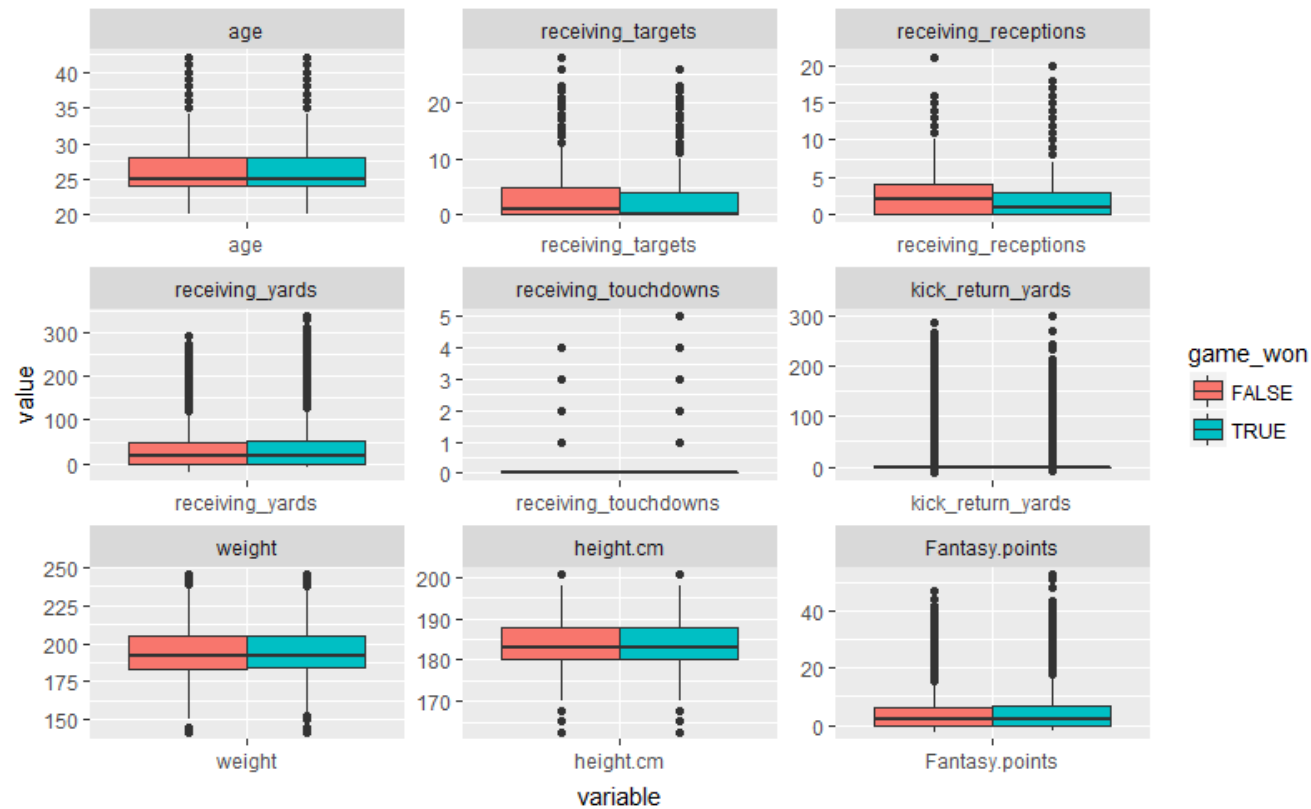 age
receiving_targets
receiving_receptions
40
35
30
25
20
20
10
0
20
15
10
5
0
age
receiving_targets
receiving_receptions
receiving_yards
receiving_touchdowns
kick_return_yards
300
200
100
0
5
4
3
2
1
0
300
200
100
0
receiving_yards
receiving_touchdowns
kick_return_yards
weight
height.cm
Fantasy.points
250
225
200
175
150
200
190
180
170
40
20
0
weight
height.cm
Fantasy.points
value
variable
game_won
FALSE
TRUE